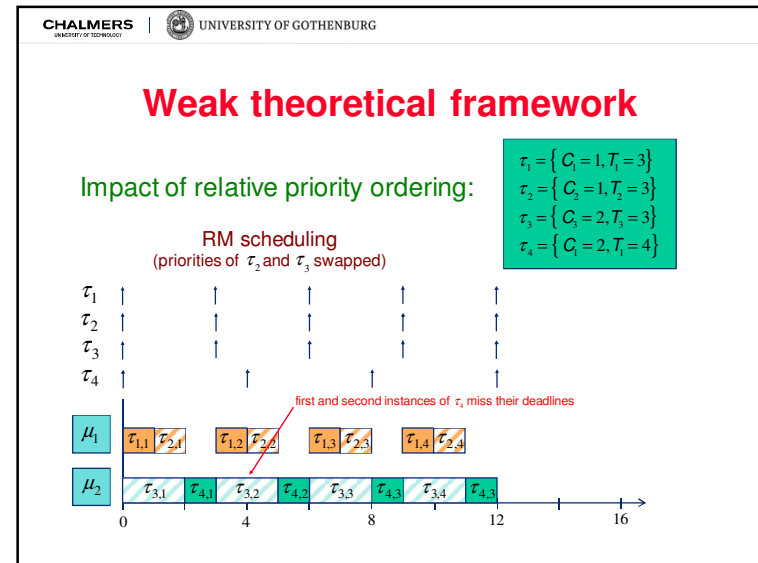 CHALMERS
UNIVERSITY OF TECHNOLOGY
UNIVERSITY OF GOTHENBURG
Weak theoretical framework
Impact of relative priority ordering:
τ₁ = { C₁ = 1, T₁ = 3}
τ₂ = { C₂ = 1, T₂ = 3}
τ₃ = { C₃ = 2, T₃ = 3}
τ₄ = { C₁ = 2, T₁ = 4}
RM scheduling
(priorities of τ₂ and τ₃ swapped)
τ₁
τ₂
τ₃
τ₄
first and second instances of τ₄ miss their deadlines
μ₁ τ₁,₁ τ₂,₁ τ₁,₂ τ₂,₂ τ₁,₃ τ₂,₃ τ₁,₄ τ₂,₄
μ₂ τ₃,₁ τ₄,₁ τ₃,₂ τ₄,₂ τ₃,₃ τ₄,₃ τ₃,₄ τ₄,₃
0 4 8 12 16